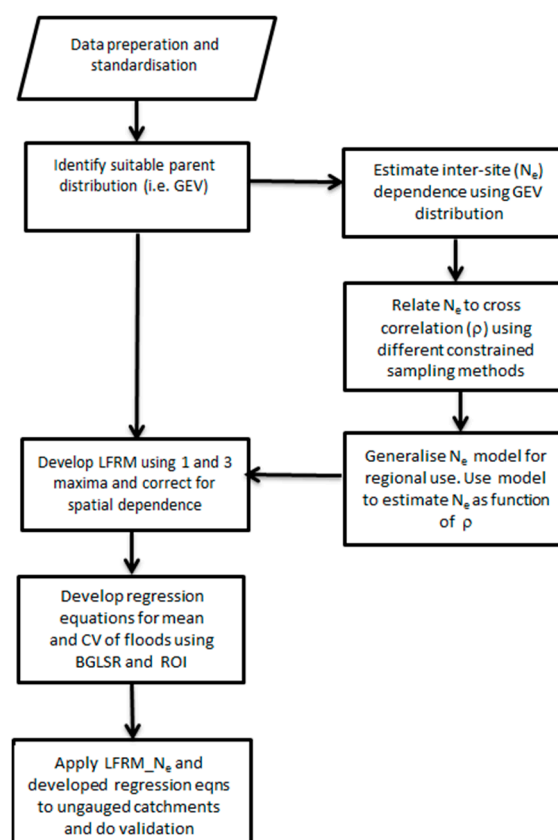 Data preperation and
standardisation
Identify suitable parent
distribution (i.e. GEV)
Estimate inter-site (Nₑ)
dependence using GEV
distribution
Relate Nₑ to cross
correlation (ρ) using
different constrained
sampling methods
Generalise Nₑ model for
regional use. Use model
to estimate Nₑ as function
of ρ
Develop LFRM using 1 and 3
maxima and correct for
spatial dependence
Develop regression
equations for mean
and CV of floods using
BGLSR and ROI
Apply LFRM_Nₑ and
developed regression eqns
to ungauged catchments
and do validation